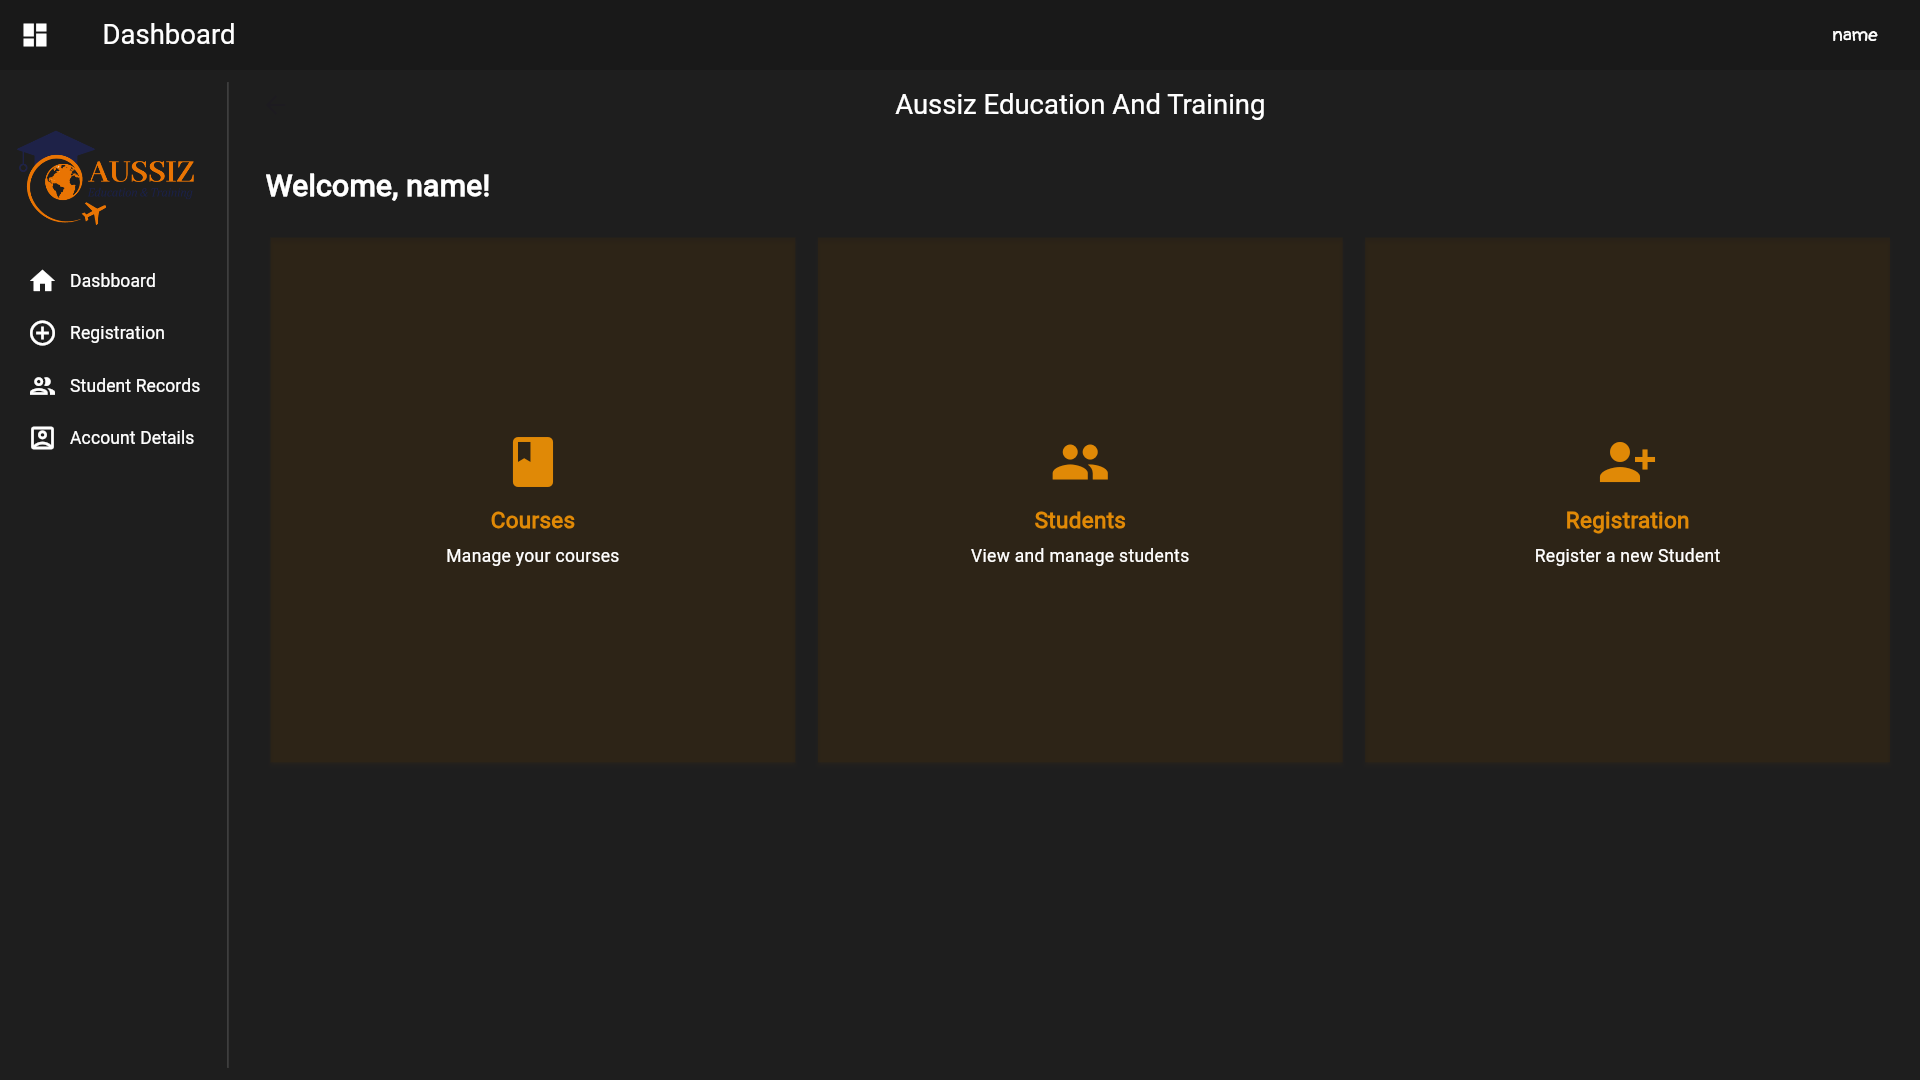 Dashboard
name
Aussiz Education And Training
AUSSIZ
Welcome, name!
Dasbboard
Registration
Student Records
Account Details
Courses
Manage your courses
Students
View and manage students
Registration
Register a new Student